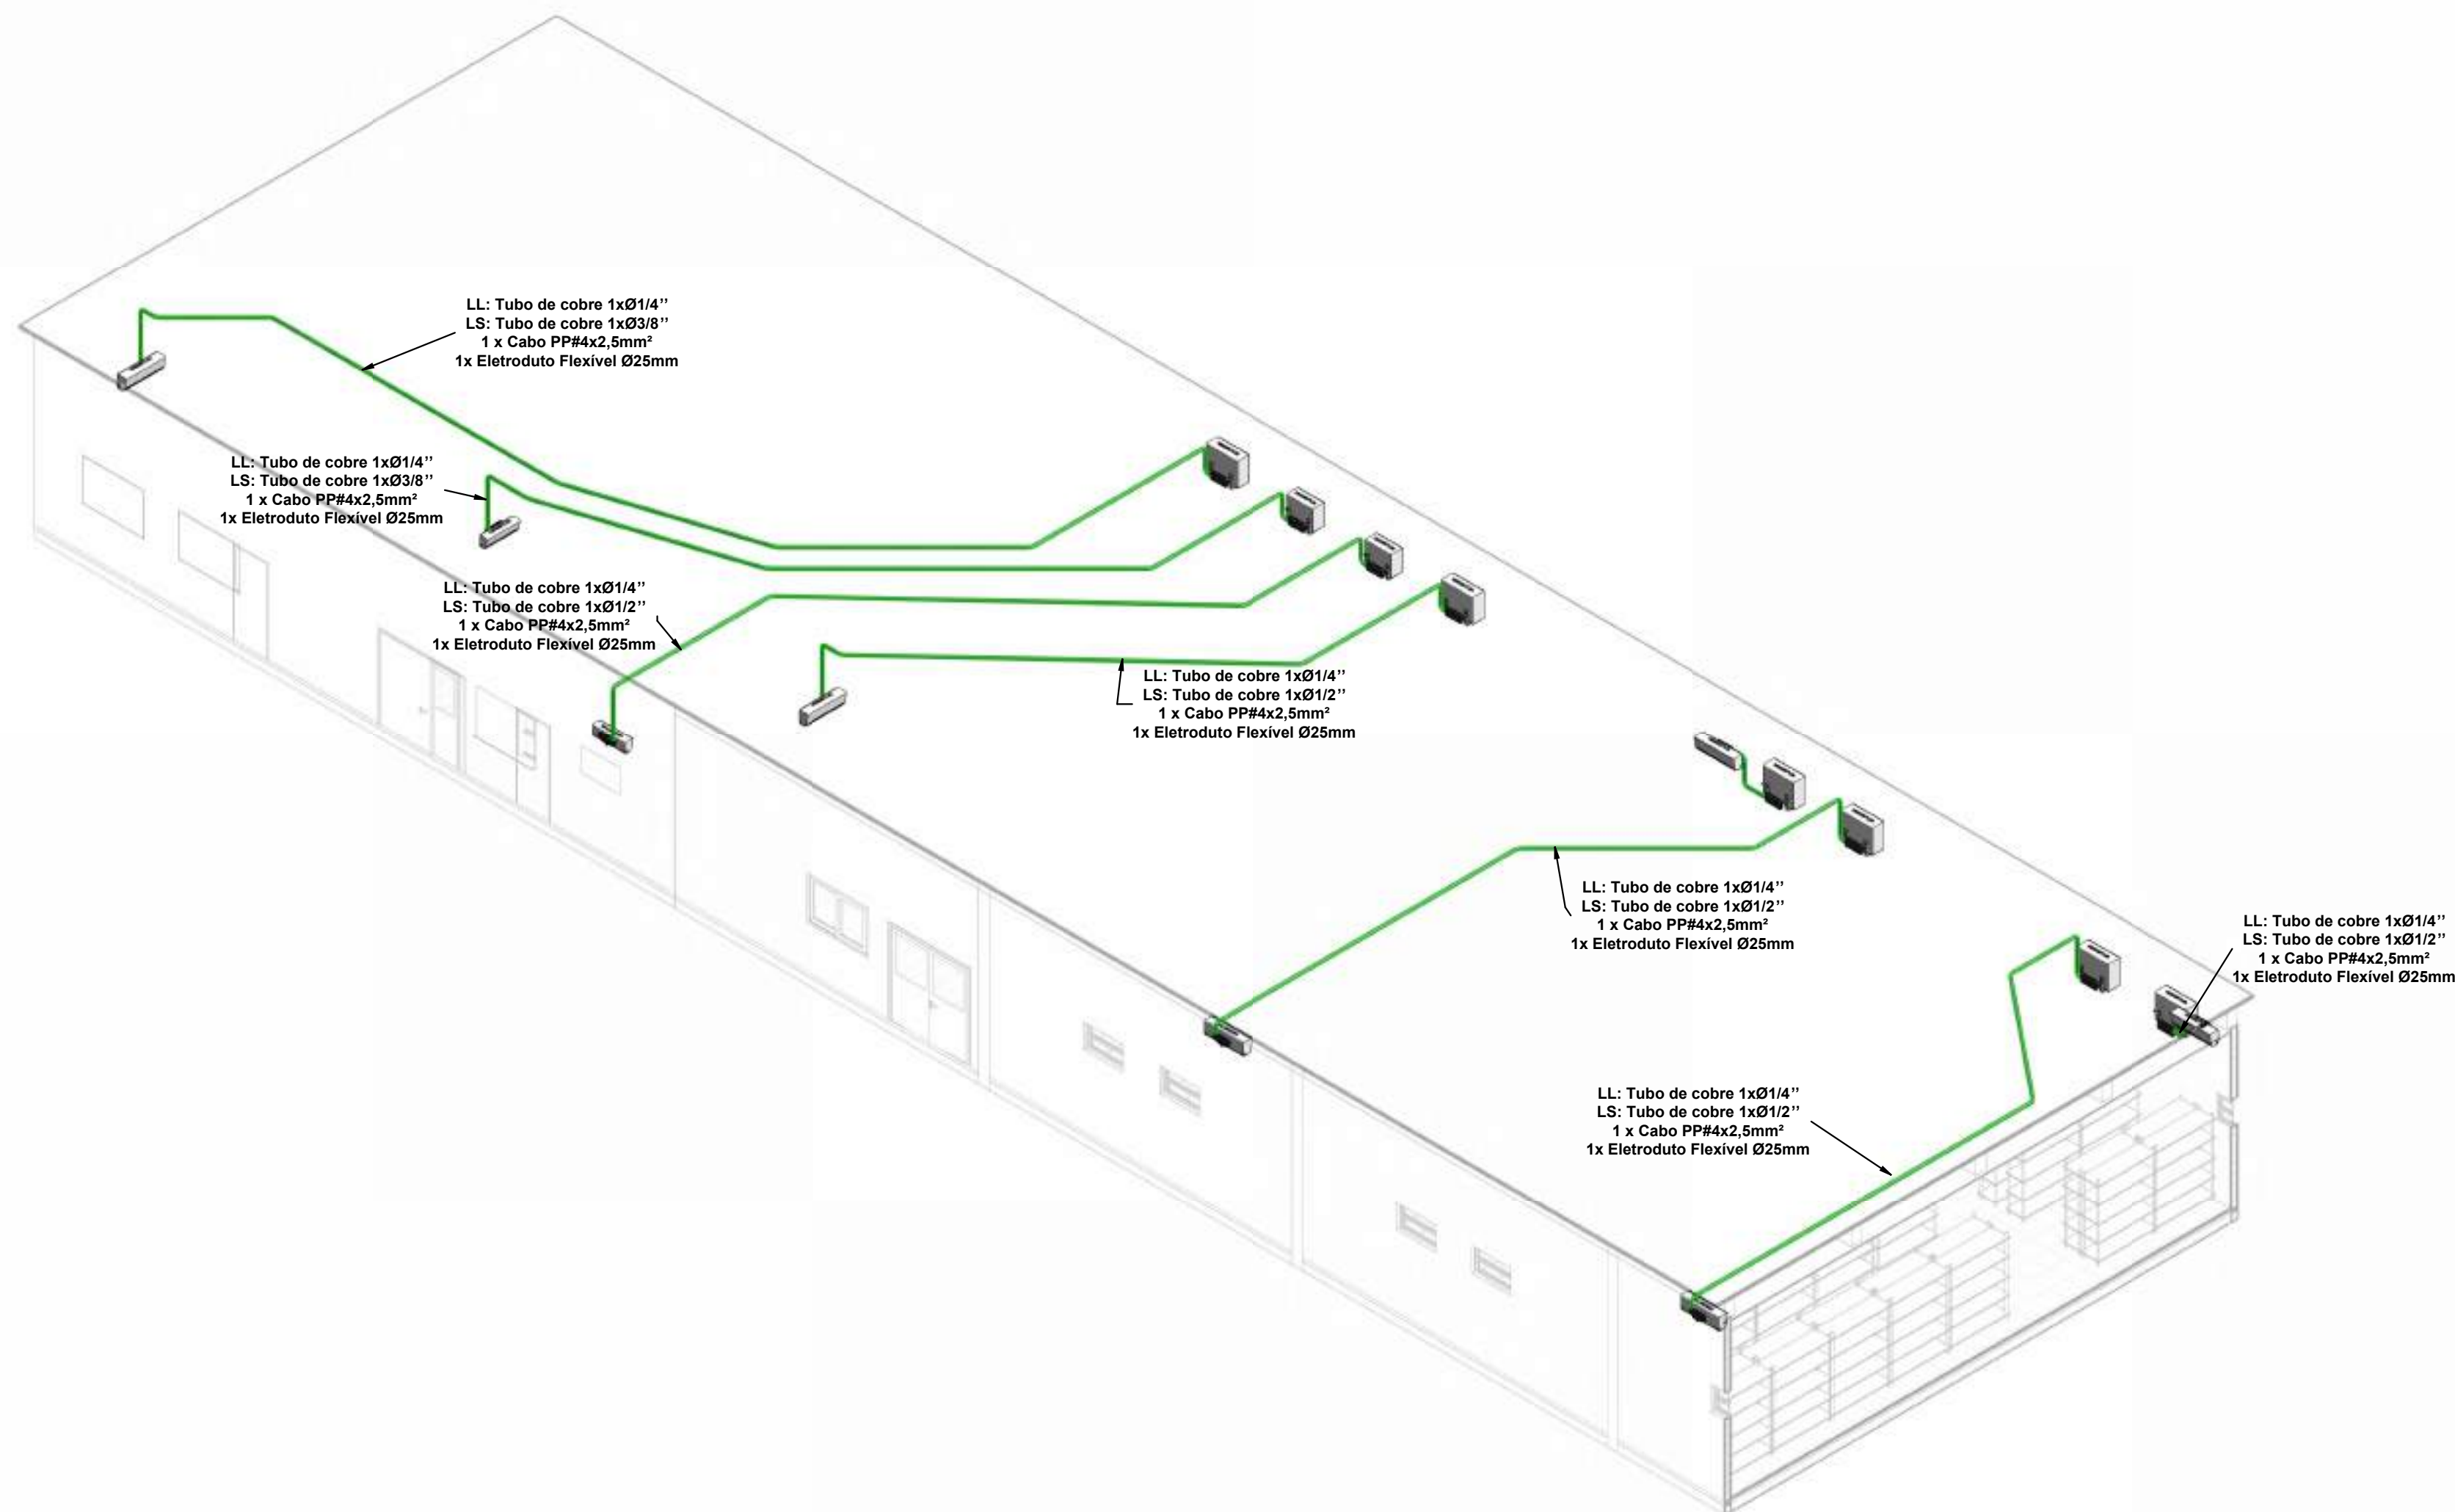 LL: Tubo de cobre 1xØ1/4’’
LS: Tubo de cobre 1xØ3/8’’
1 x Cabo PP#4x2,5mm²
1x Eletroduto Flexível Ø25mm
LL: Tubo de cobre 1xØ1/4’’
LS: Tubo de cobre 1xØ3/8’’
1 x Cabo PP#4x2,5mm²
1x Eletroduto Flexível Ø25mm
LL: Tubo de cobre 1xØ1/4’’
LS: Tubo de cobre 1xØ1/2’’
1 x Cabo PP#4x2,5mm²
1x Eletroduto Flexível Ø25mm
LL: Tubo de cobre 1xØ1/4’’
LS: Tubo de cobre 1xØ1/2’’
1 x Cabo PP#4x2,5mm²
1x Eletroduto Flexível Ø25mm
LL: Tubo de cobre 1xØ1/4’’
LS: Tubo de cobre 1xØ1/2’’
1 x Cabo PP#4x2,5mm²
1x Eletroduto Flexível Ø25mm
LL: Tubo de cobre 1xØ1/4’’
LS: Tubo de cobre 1xØ1/2’’
1 x Cabo PP#4x2,5mm²
1x Eletroduto Flexível Ø25mm
LL: Tubo de cobre 1xØ1/4’’
LS: Tubo de cobre 1xØ1/2’’
1 x Cabo PP#4x2,5mm²
1x Eletroduto Flexível Ø25mm